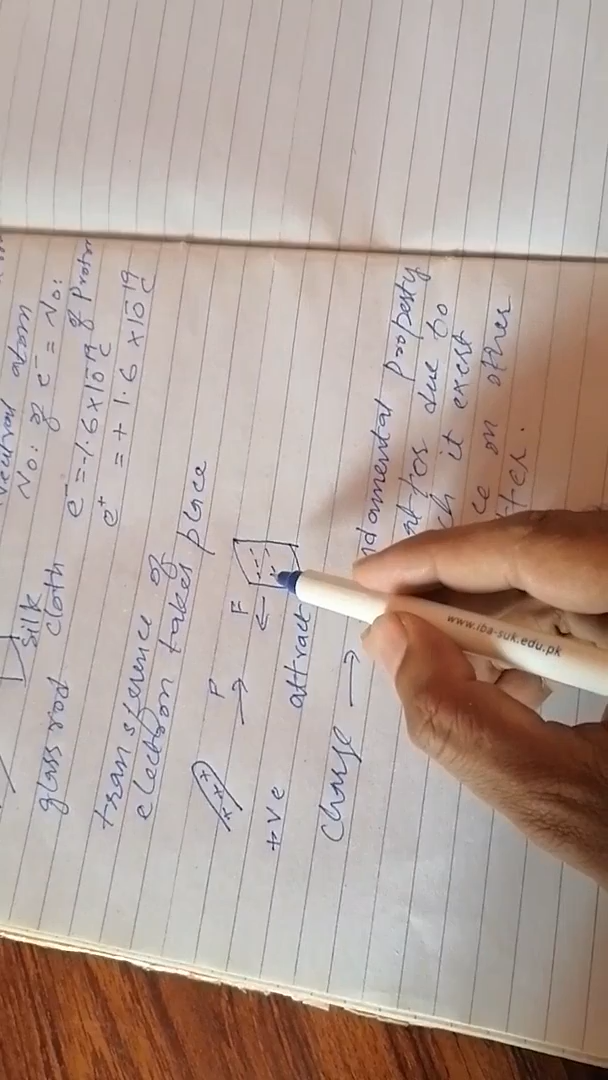 Neutral atom
No: of e⁻ = No:
of Proton
e⁻ = -1.6 × 10⁻¹⁹ C
e⁺ = +1.6 × 10⁻¹⁹ C
silk
glass rod cloth
transference of
electron takes place
F F
+ve attract
Charge → property
due to
it exert
on other
www.iba-suk.edu.pk